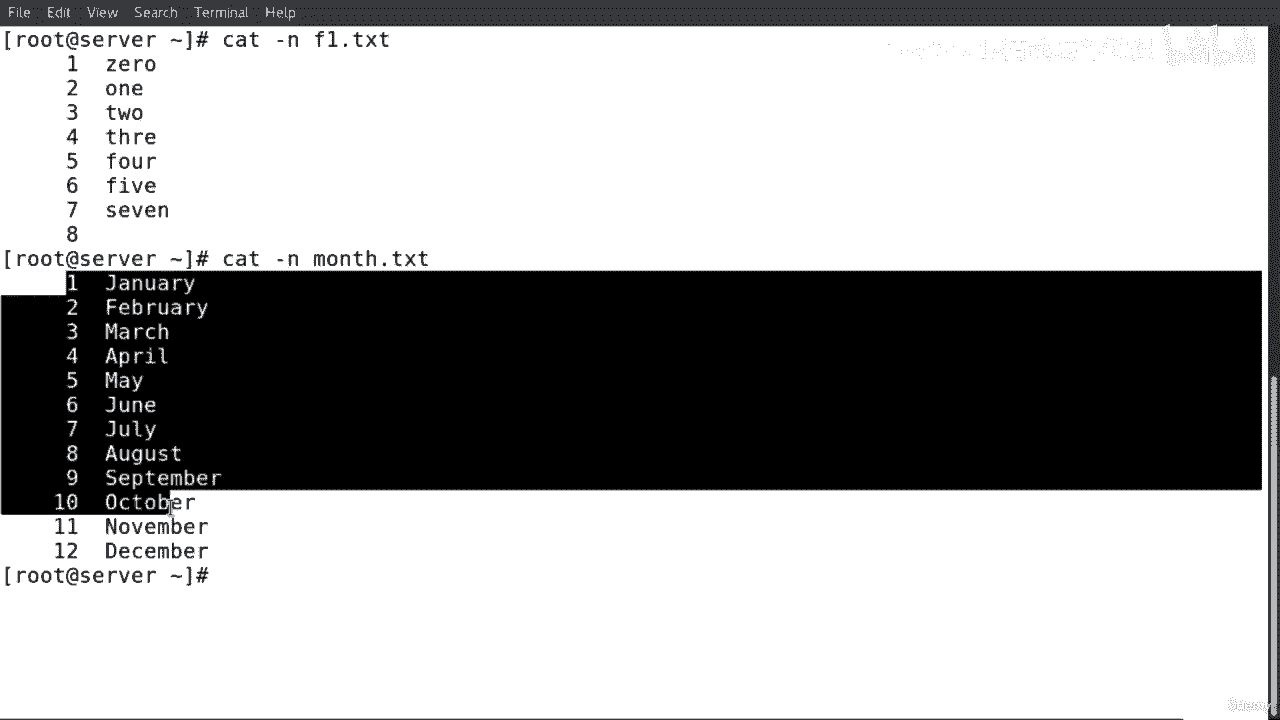 File Edit View Search Terminal Help
[root@server ~]# cat -n f1.txt
1 zero
2 one
3 two
4 thre
5 four
6 five
7 seven
8
[root@server ~]# cat -n month.txt
1 January
2 February
3 March
4 April
5 May
6 June
7 July
8 August
9 September
10 October
11 November
12 December
[root@server ~]#